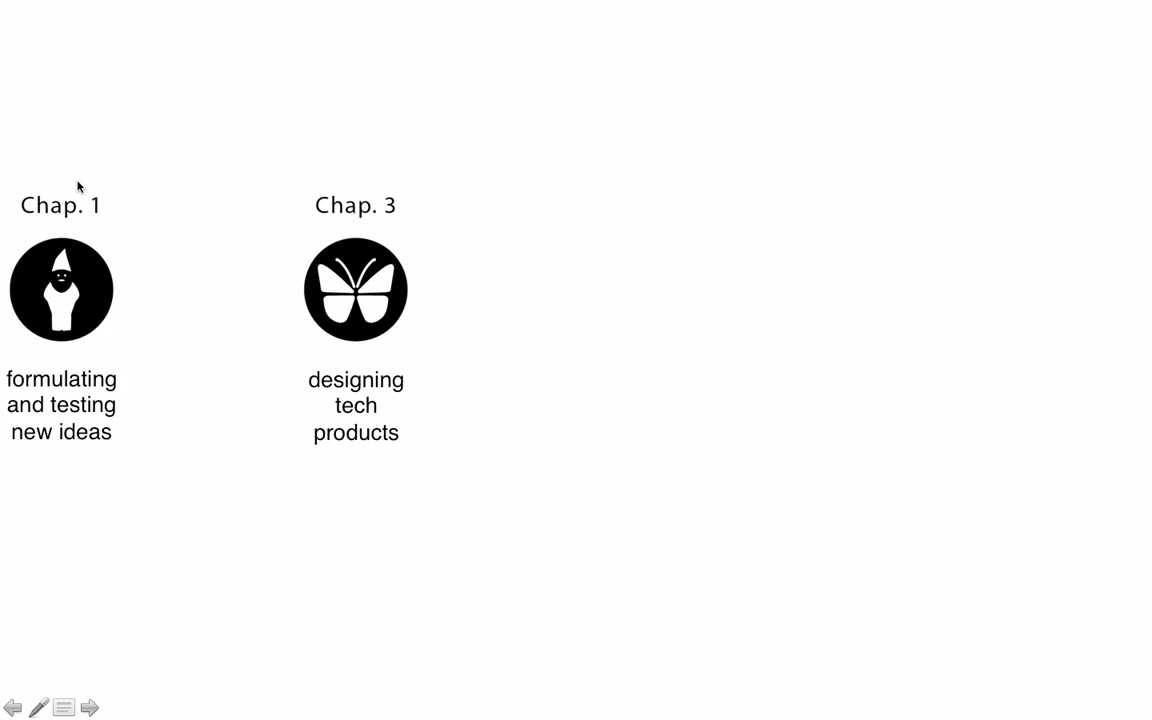 Chap. 1
formulating
and testing
new ideas
Chap. 3
designing
tech
products